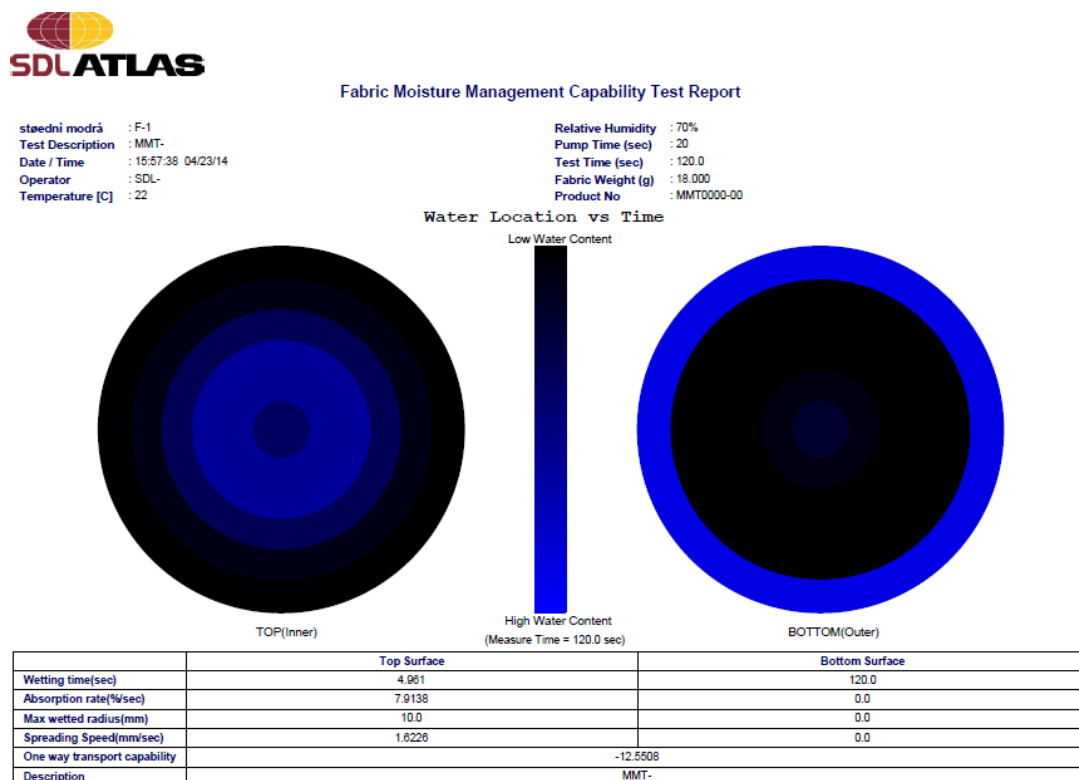 SDLATLAS
Fabric Moisture Management Capability Test Report
støední modrá : F-1
Test Description : MMT-
Date / Time : 15:57:38 04/23/14
Operator : SDL-
Temperature [C] : 22
Relative Humidity : 70%
Pump Time (sec) : 20
Test Time (sec) : 120.0
Fabric Weight (g) : 18.000
Product No : MMT0000-00
Water Location vs Time
Low Water Content
High Water Content
(Measure Time = 120.0 sec)
TOP(Inner)
BOTTOM(Outer)
Top Surface Bottom Surface
Wetting time(sec) 4.961 120.0
Absorption rate(%/sec) 7.9138 0.0
Max wetted radius(mm) 10.0 0.0
Spreading Speed(mm/sec) 1.6226 0.0
One way transport capability -12.5508
Description MMT-